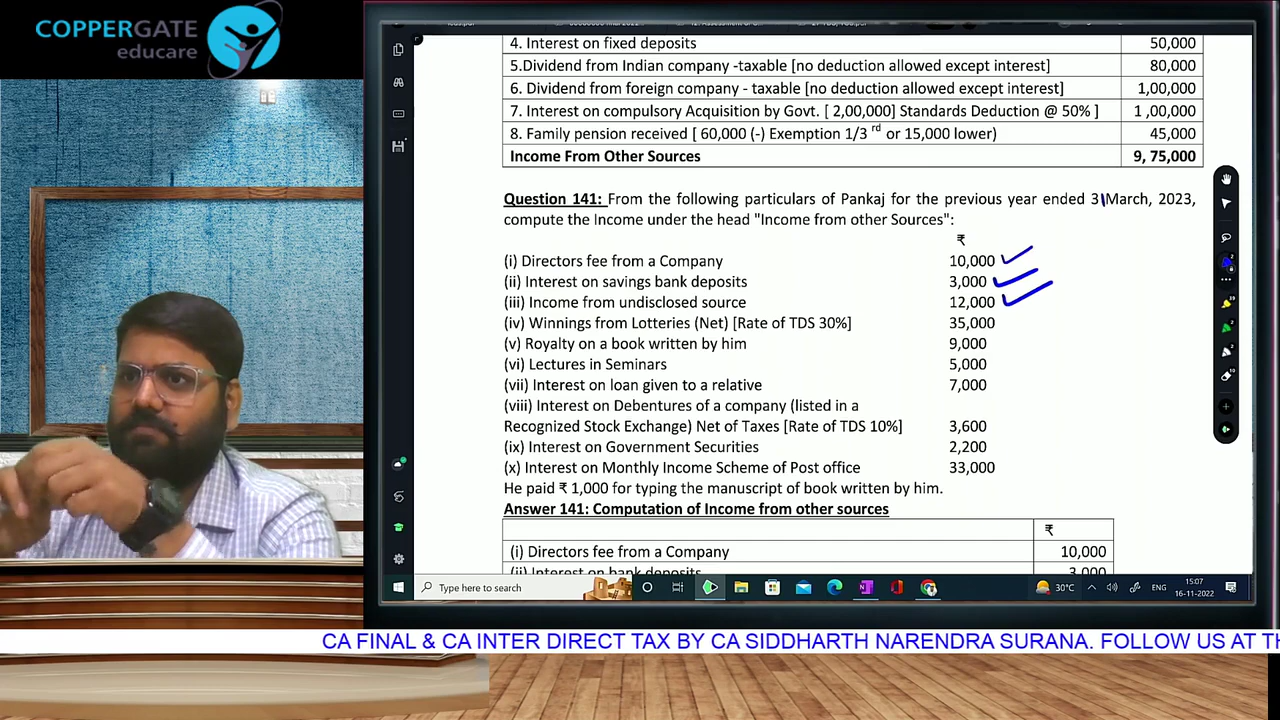 COPPERGATE
educare
4. Interest on fixed deposits 50,000
5.Dividend from Indian company -taxable [no deduction allowed except interest] 80,000
6. Dividend from foreign company - taxable [no deduction allowed except interest] 1,00,000
7. Interest on compulsory Acquisition by Govt. [ 2,00,000] Standards Deduction @ 50% ] 1 ,00,000
8. Family pension received [ 60,000 (-) Exemption 1/3 rd or 15,000 lower) 45,000
Income From Other Sources 9, 75,000
Question 141: From the following particulars of Pankaj for the previous year ended 31 March, 2023,
compute the Income under the head "Income from other Sources":
₹
(i) Directors fee from a Company 10,000
(ii) Interest on savings bank deposits 3,000
(iii) Income from undisclosed source 12,000
(iv) Winnings from Lotteries (Net) [Rate of TDS 30%] 35,000
(v) Royalty on a book written by him 9,000
(vi) Lectures in Seminars 5,000
(vii) Interest on loan given to a relative 7,000
(viii) Interest on Debentures of a company (listed in a
Recognized Stock Exchange) Net of Taxes [Rate of TDS 10%] 3,600
(ix) Interest on Government Securities 2,200
(x) Interest on Monthly Income Scheme of Post office 33,000
He paid ₹ 1,000 for typing the manuscript of book written by him.
Answer 141: Computation of Income from other sources
₹
(i) Directors fee from a Company 10,000
(ii) Interest on bank deposits 3,000
Type here to search
30°C
ENG
15:07
16-11-2022
CA FINAL & CA INTER DIRECT TAX BY CA SIDDHARTH NARENDRA SURANA. FOLLOW US AT